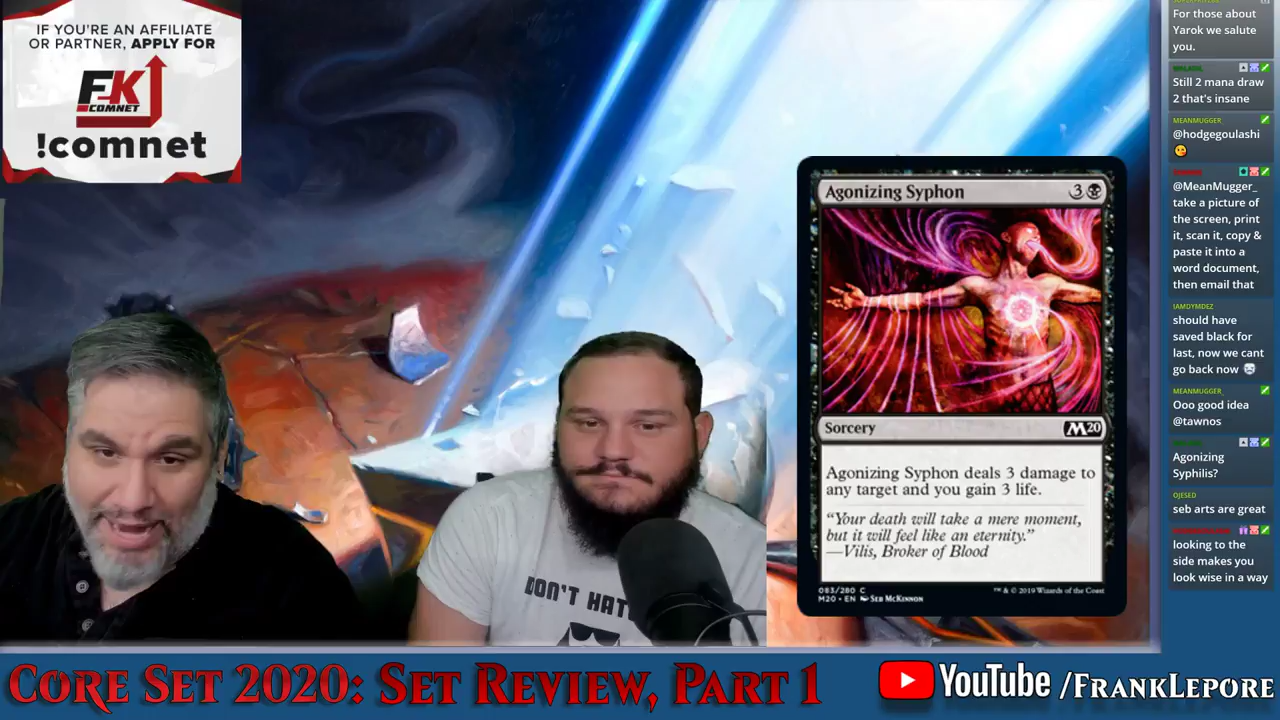 IF YOU'RE AN AFFILIATE
OR PARTNER, APPLY FOR
FK
COMNET
!comnet
Agonizing Syphon 3
Sorcery
M20
Agonizing Syphon deals 3 damage to
any target and you gain 3 life.
“Your death will take a mere moment,
but it will feel like an eternity.”
—Vilis, Broker of Blood
083/280 C
M20 • EN Seb McKinnon
™ & © 2019 Wizards of the Coast
DON'T HAT
For those about
Yarok we salute
you.
Still 2 mana draw
2 that's insane
MEANMUGGER_
@hodgegoulashi
@MeanMugger_
take a picture of
the screen, print
it, scan it, copy &
paste it into a
word document,
then email that
IAMDYMDEZ
should have
saved black for
last, now we cant
go back now
MEANMUGGER_
Ooo good idea
@tawnos
Agonizing
Syphilis?
OJESED
seb arts are great
looking to the
side makes you
look wise in a way
Core Set 2020: Set Review, Part 1
YouTube /FrankLepore